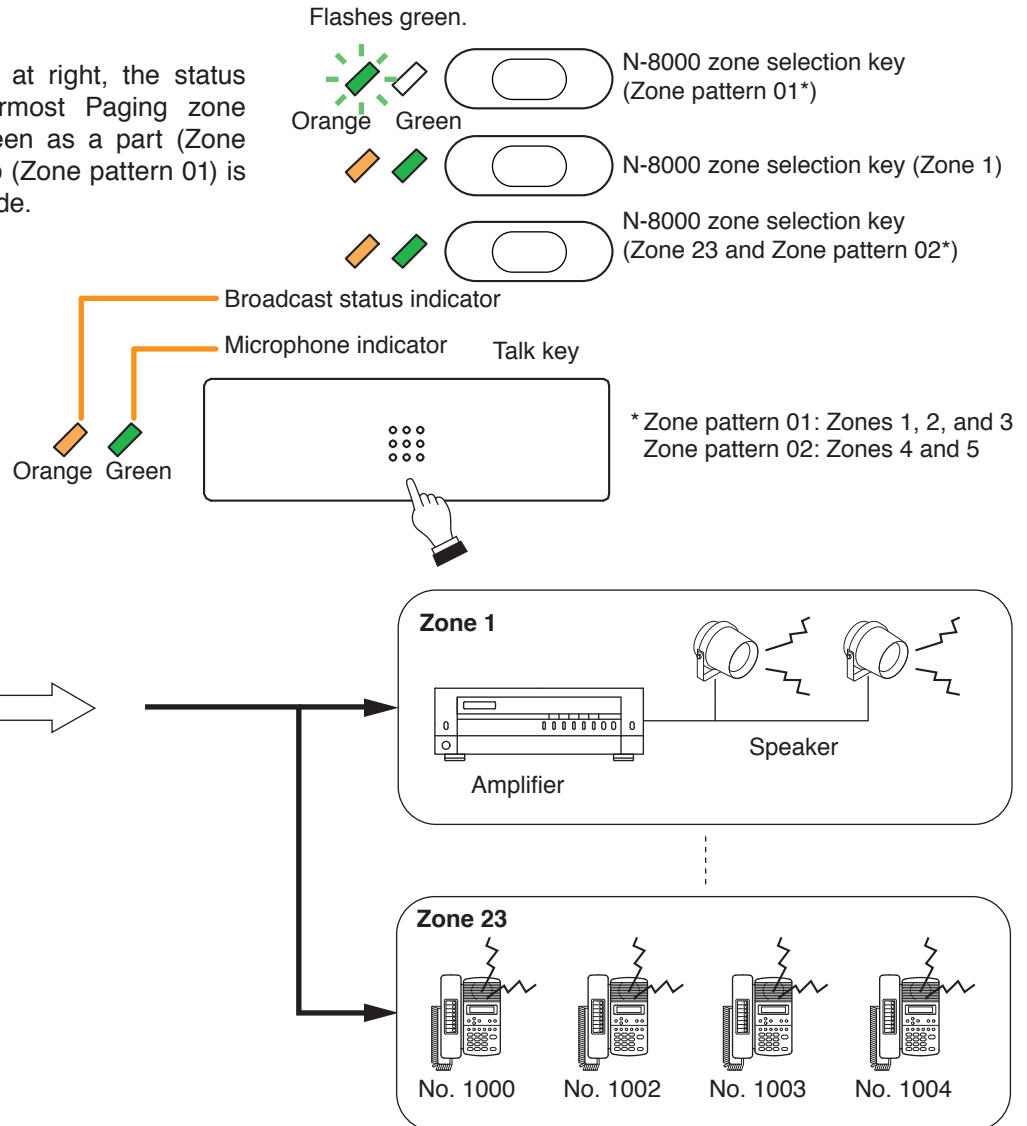 Flashes green.
at right, the status
rmost Paging zone
een as a part (Zone
(Zone pattern 01) is
de.
N-8000 zone selection key
(Zone pattern 01*)
Orange Green
N-8000 zone selection key (Zone 1)
N-8000 zone selection key
(Zone 23 and Zone pattern 02*)
Broadcast status indicator
Microphone indicator
Talk key
Orange Green
* Zone pattern 01: Zones 1, 2, and 3
Zone pattern 02: Zones 4 and 5
Zone 1
Speaker
Amplifier
Zone 23
No. 1000 No. 1002 No. 1003 No. 1004